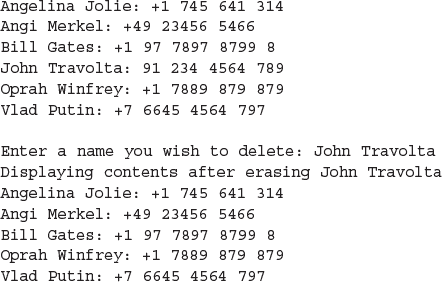 Angelina Jolie: +1 745 641 314
Angi Merkel: +49 23456 5466
Bill Gates: +1 97 7897 8799 8
John Travolta: 91 234 4564 789
Oprah Winfrey: +1 7889 879 879
Vlad Putin: +7 6645 4564 797
Enter a name you wish to delete: John Travolta
Displaying contents after erasing John Travolta
Angelina Jolie: +1 745 641 314
Angi Merkel: +49 23456 5466
Bill Gates: +1 97 7897 8799 8
Oprah Winfrey: +1 7889 879 879
Vlad Putin: +7 6645 4564 797